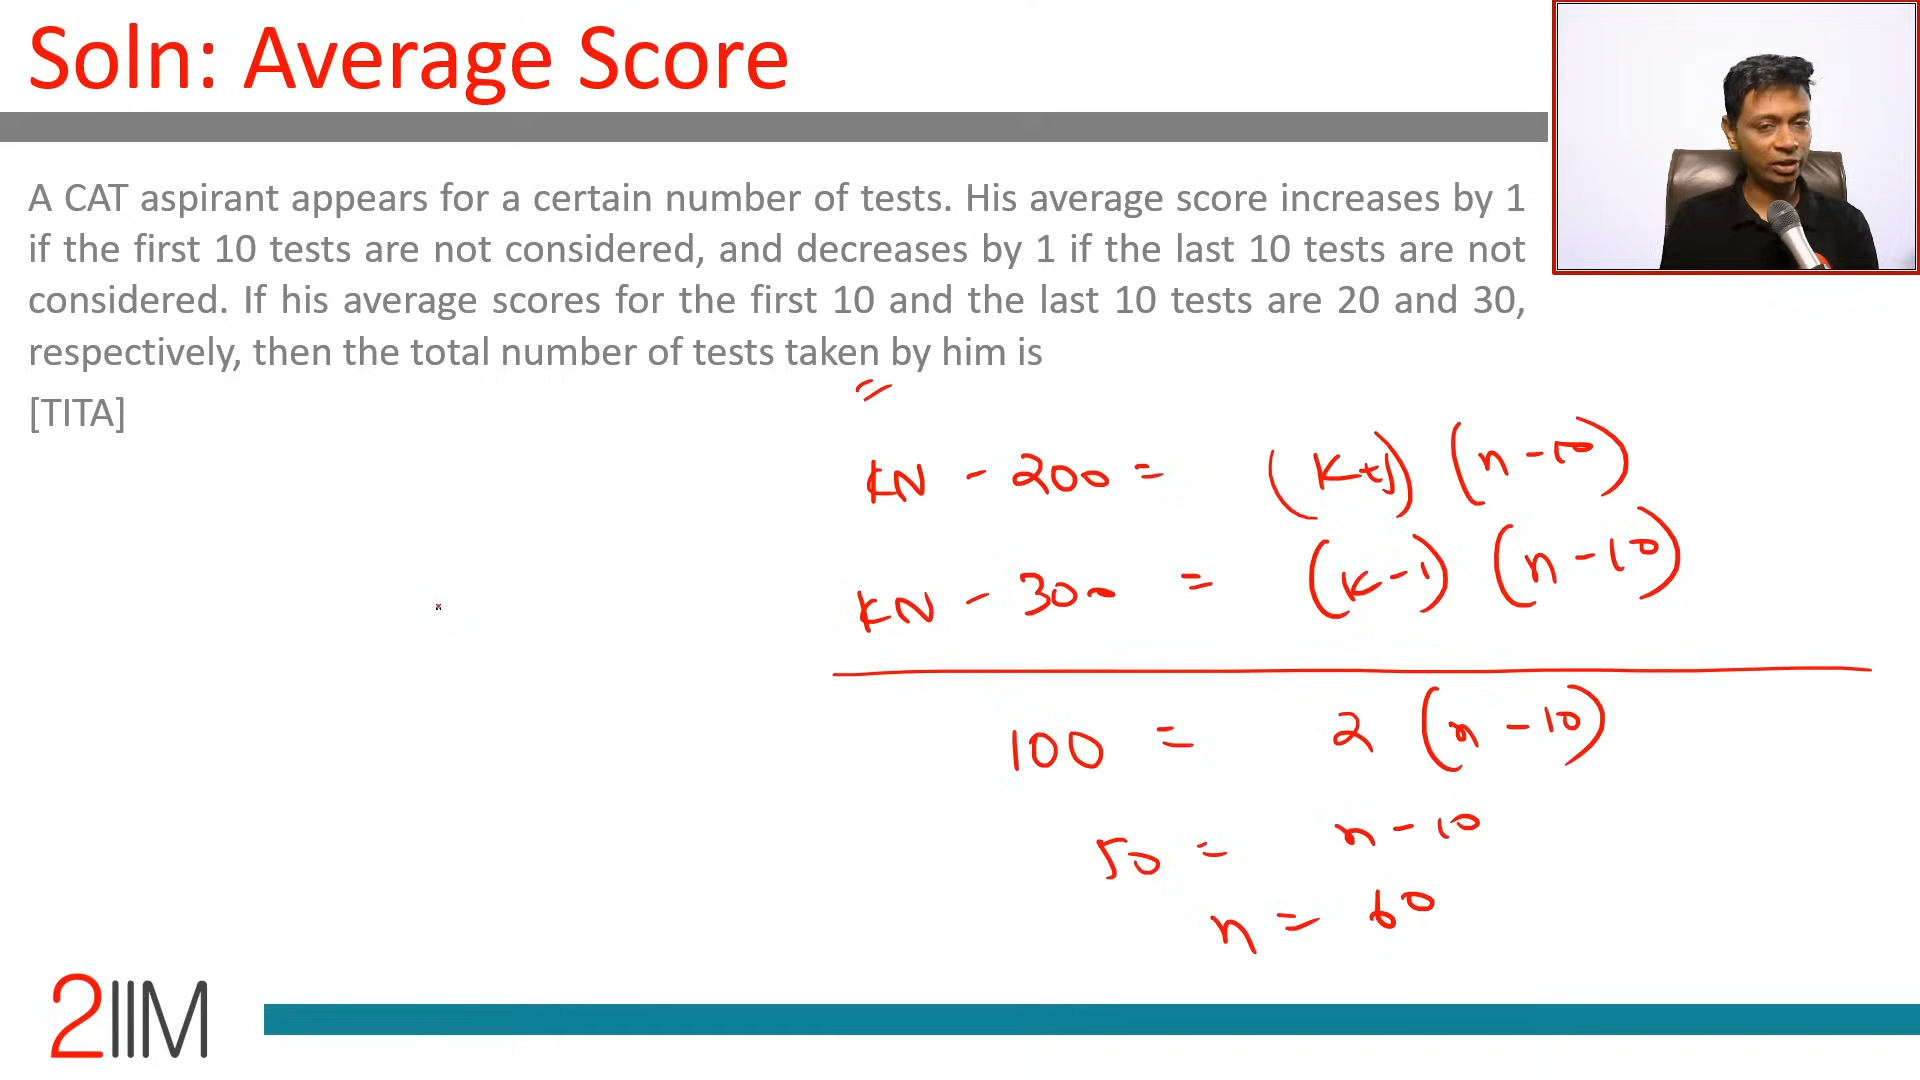 Soln: Average Score
A CAT aspirant appears for a certain number of tests. His average score increases by 1
if the first 10 tests are not considered, and decreases by 1 if the last 10 tests are not
considered. If his average scores for the first 10 and the last 10 tests are 20 and 30,
respectively, then the total number of tests taken by him is
[TITA]
KN - 200 = (K+1) (n-10)
KN - 300 = (K-1) (n-10)
100 = 2 (n-10)
50 = n-10
n = 60
2IIM